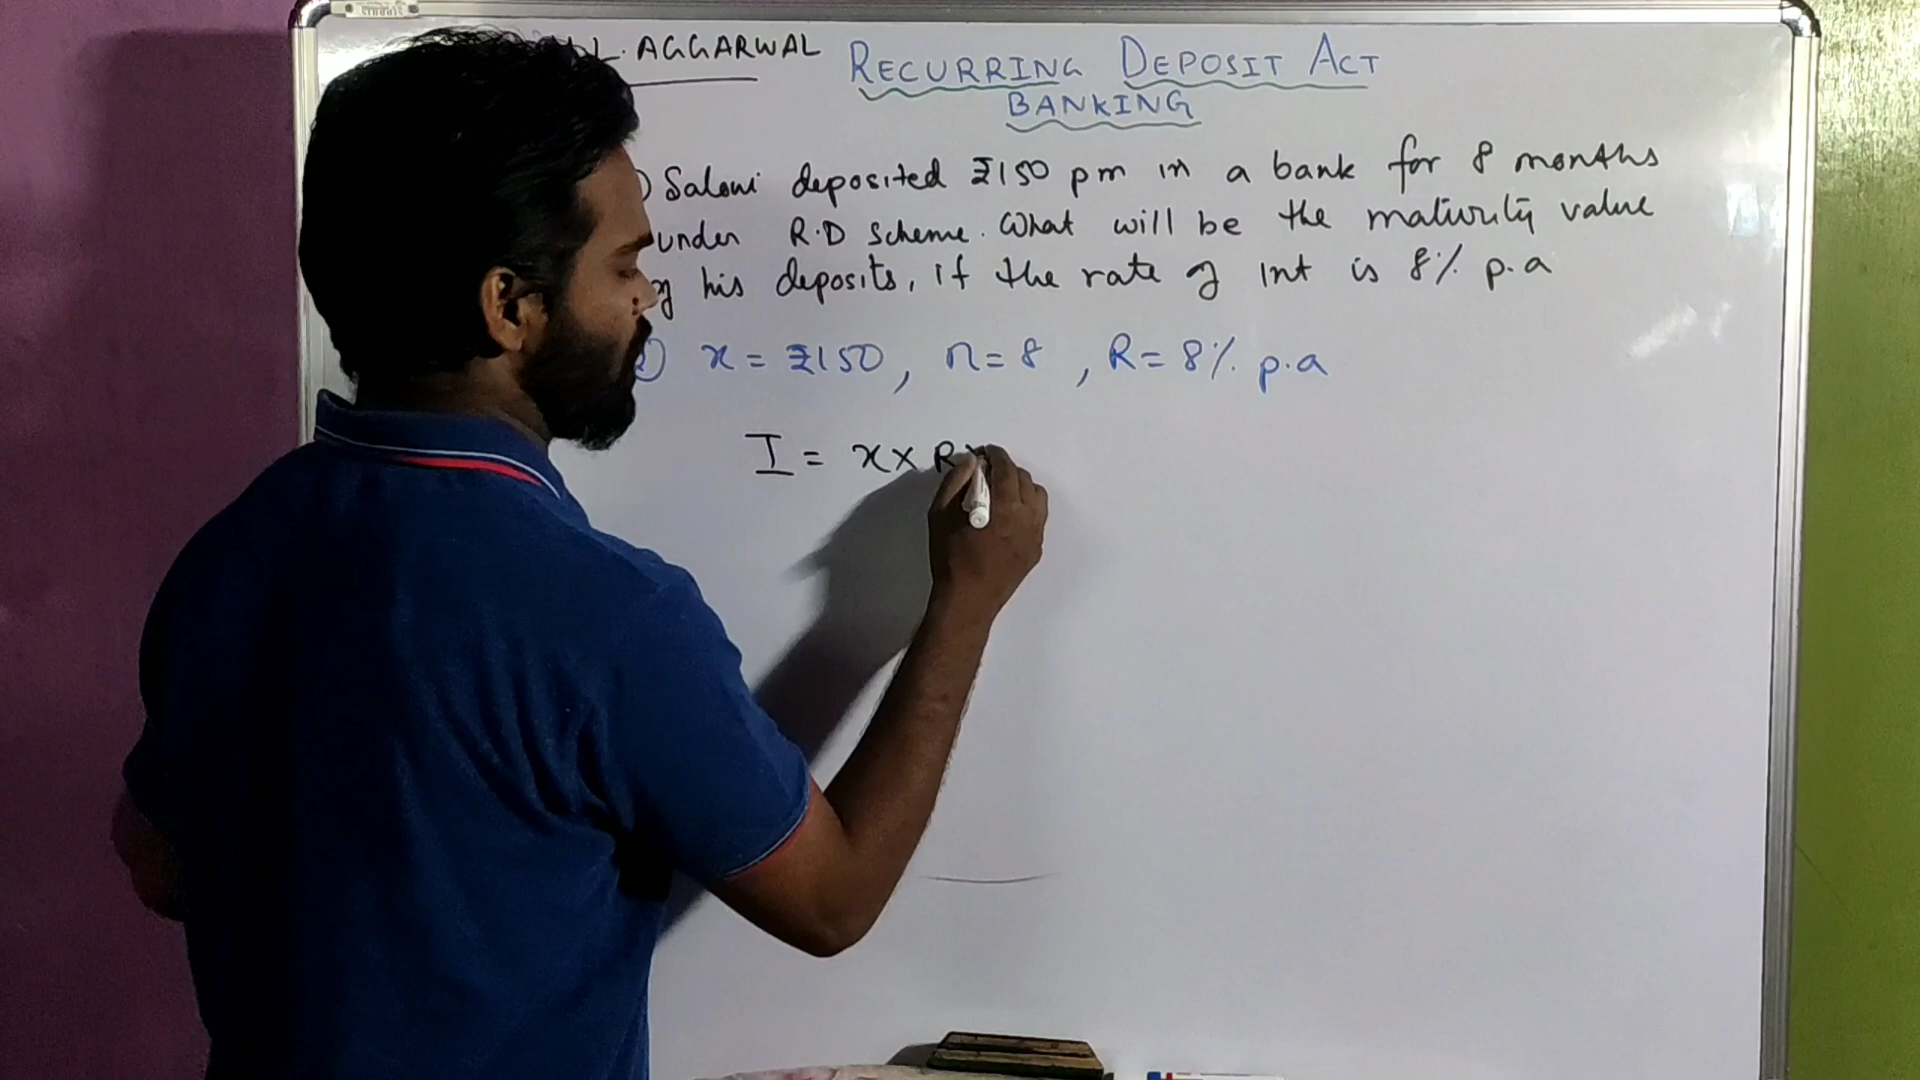 L. AGGARWAL
RECURRING DEPOSIT ACT
BANKING
) Saloni deposited ₹150 pm in a bank for 8 months
under R.D Scheme. What will be the maturity value
of his deposits, if the rate of int is 8% p.a
x = ₹150, n = 8, R = 8% p.a
I = x × R ×